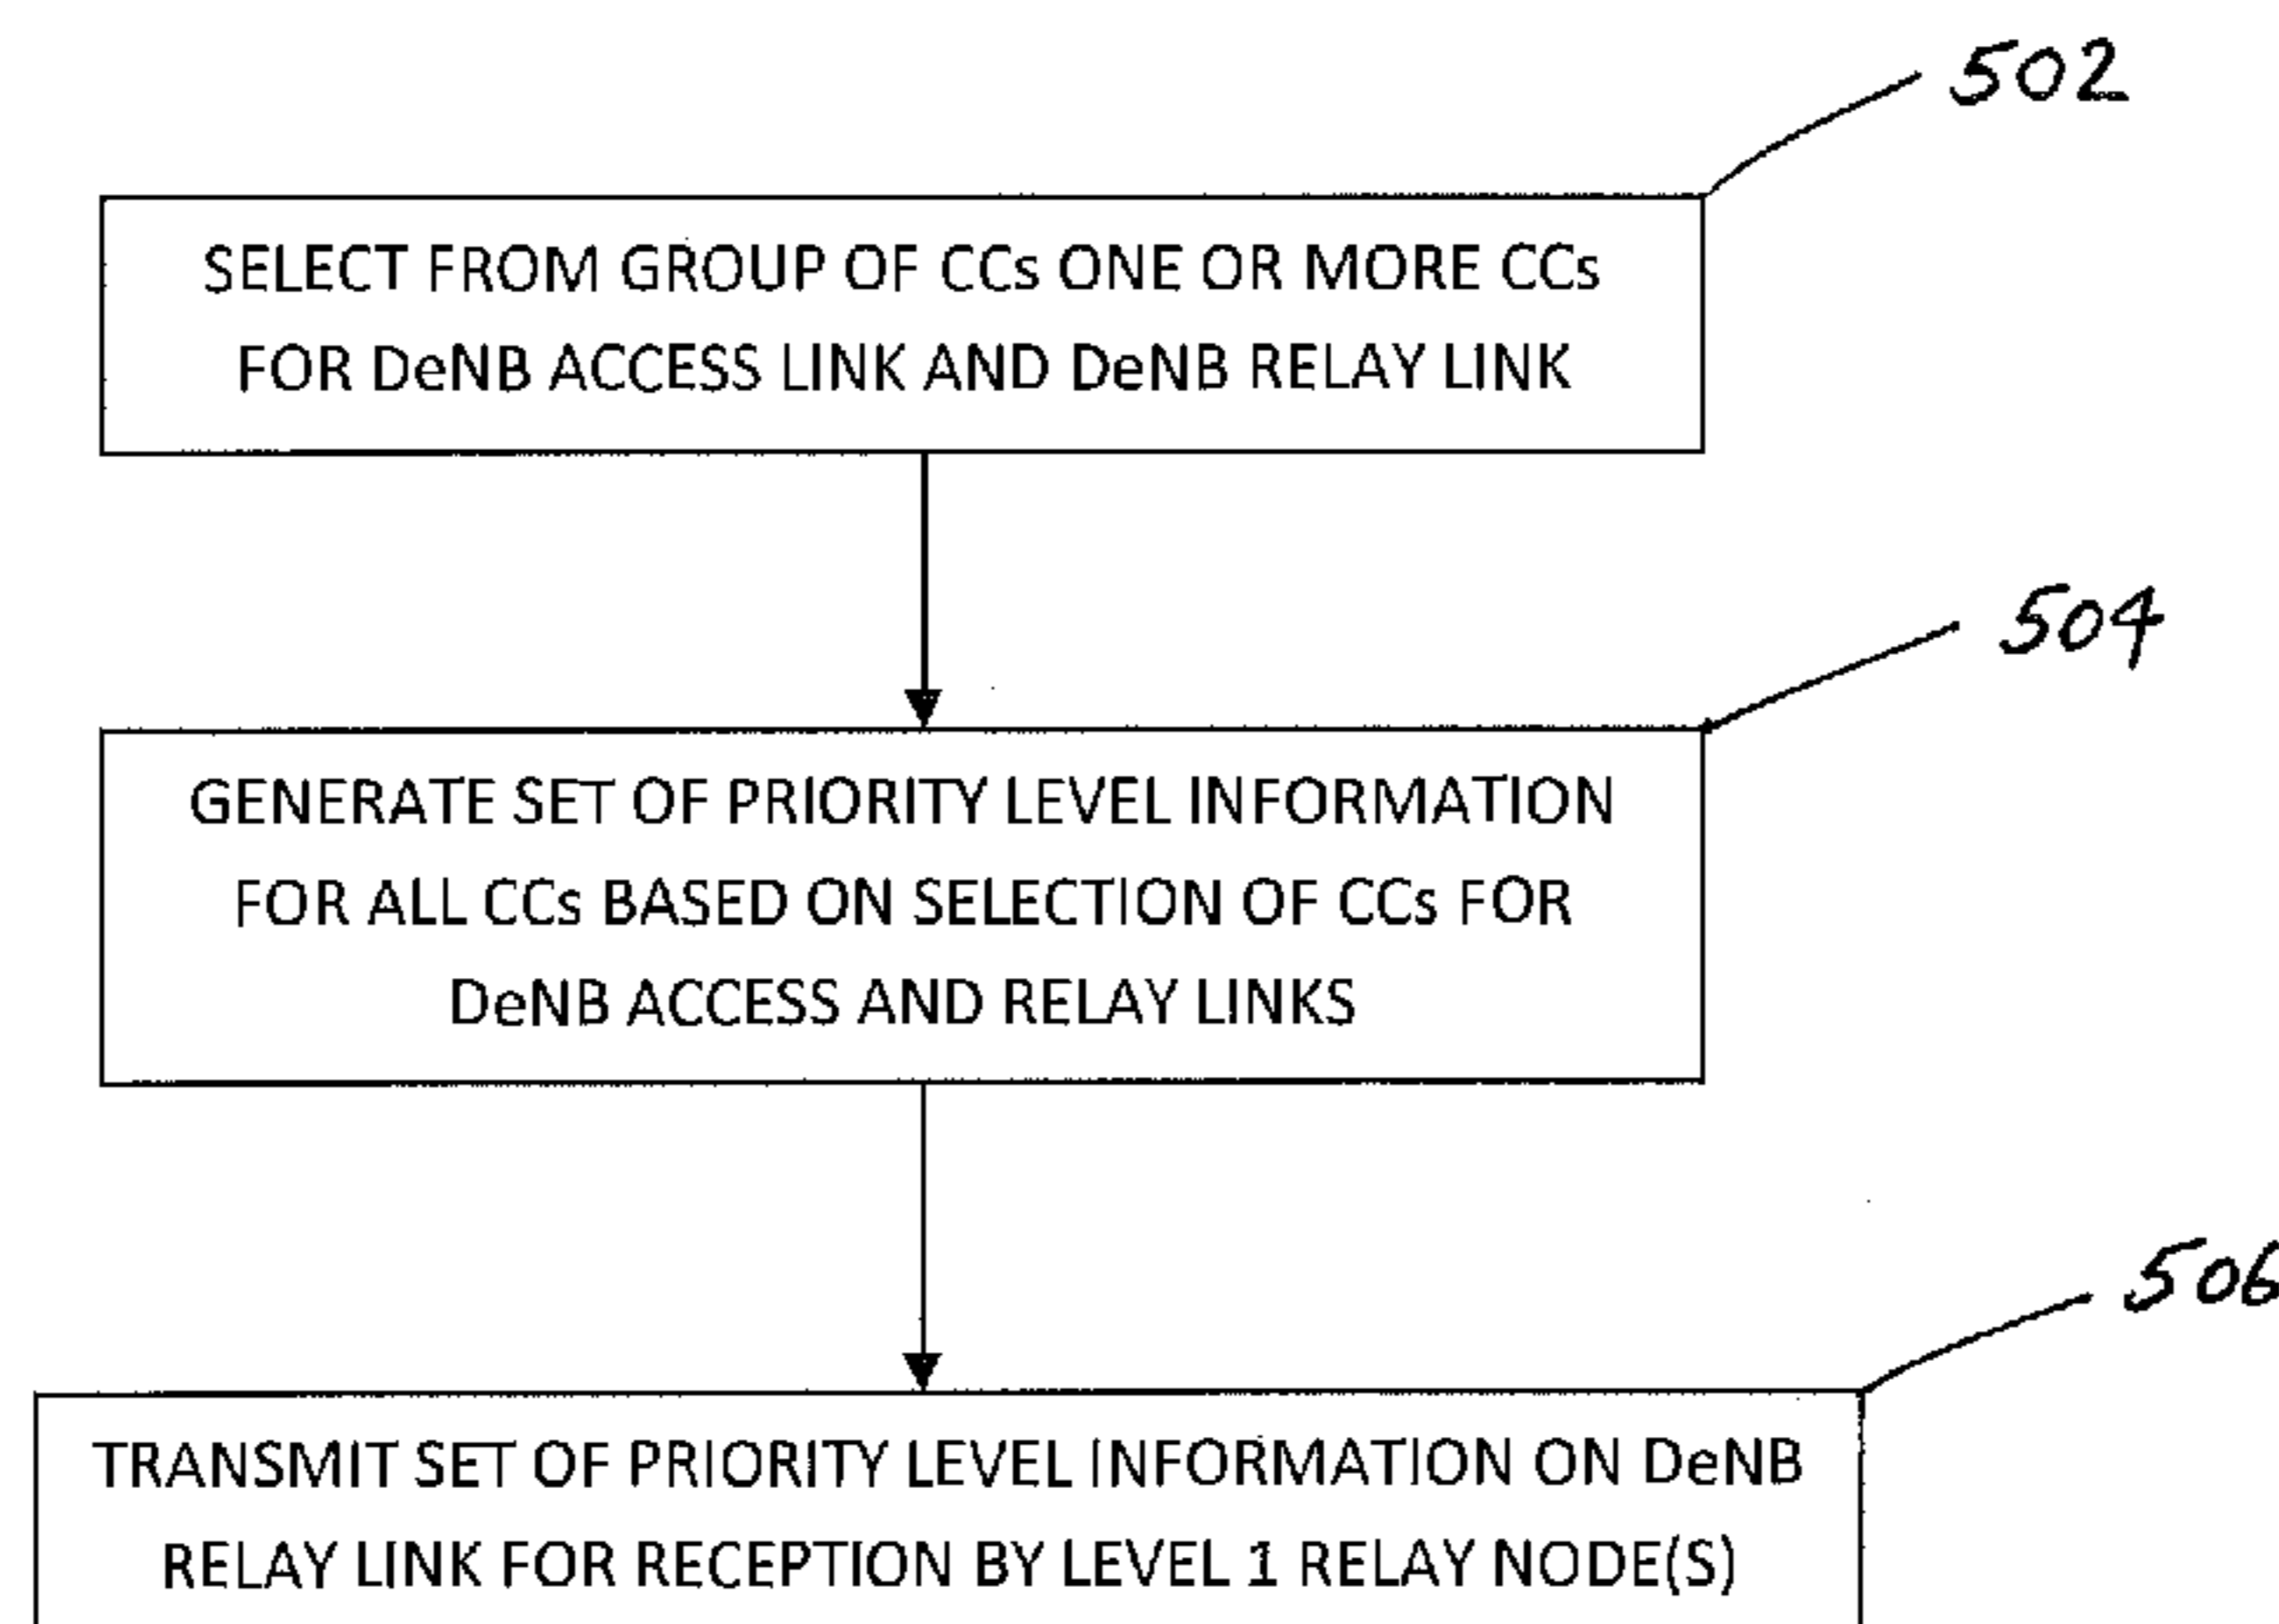 502
SELECT FROM GROUP OF CCs ONE OR MORE CCs
FOR DeNB ACCESS LINK AND DeNB RELAY LINK
504
GENERATE SET OF PRIORITY LEVEL INFORMATION
FOR ALL CCs BASED ON SELECTION OF CCs FOR
DeNB ACCESS AND RELAY LINKS
506
TRANSMIT SET OF PRIORITY LEVEL INFORMATION ON DeNB
RELAY LINK FOR RECEPTION BY LEVEL 1 RELAY NODE(S)